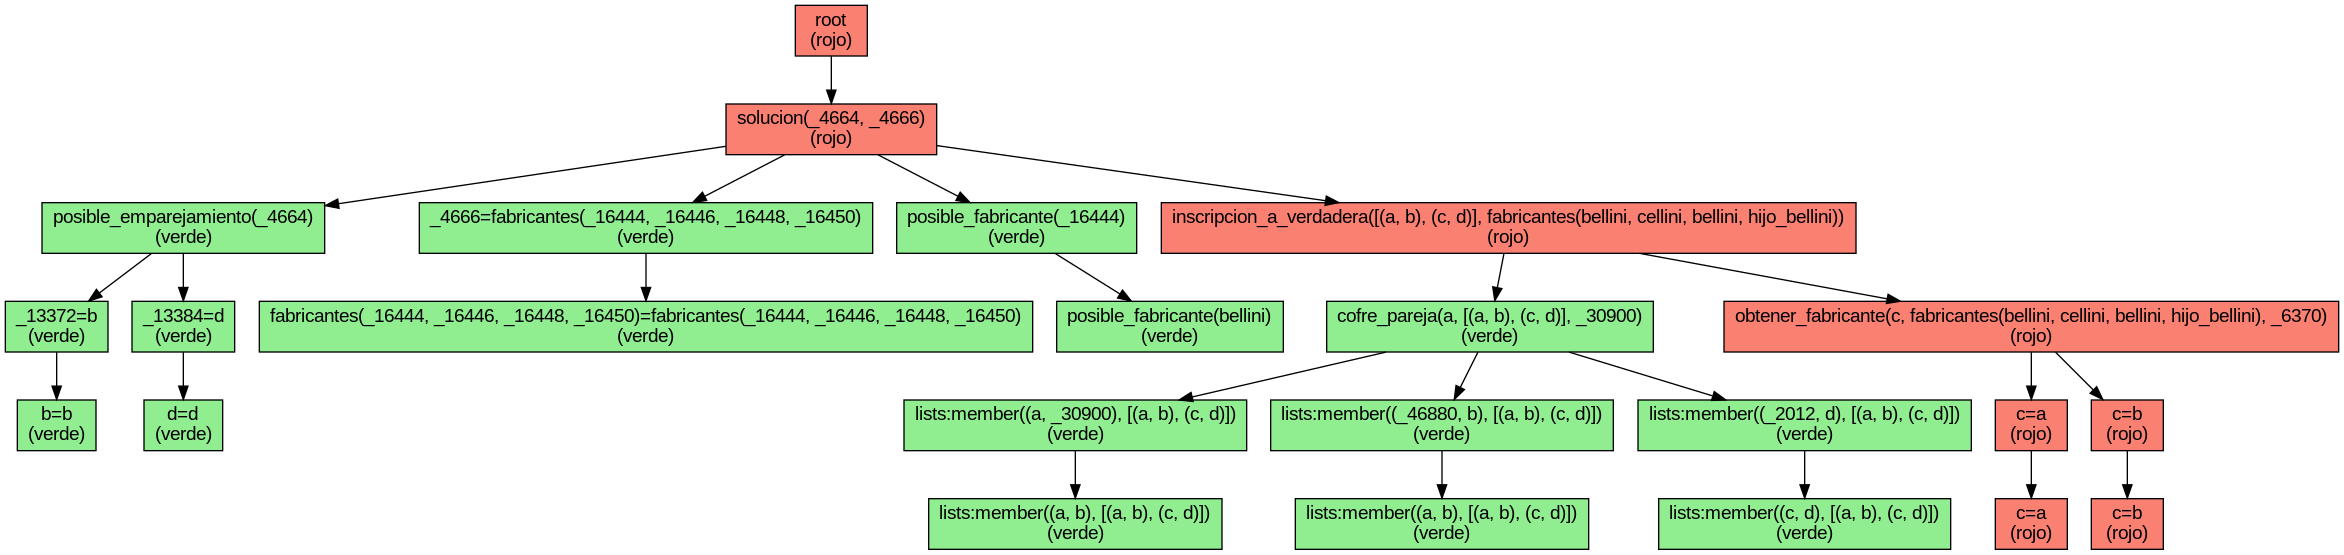 root
(rojo)
solucion(_4664, _4666)
(rojo)
posible_emparejamiento(_4664)
(verde)
_4666=fabricantes(_16444, _16446, _16448, _16450)
(verde)
posible_fabricante(_16444)
(verde)
inscripcion_a_verdadera([(a, b), (c, d)], fabricantes(bellini, cellini, bellini, hijo_bellini))
(rojo)
_13372=b
(verde)
_13384=d
(verde)
fabricantes(_16444, _16446, _16448, _16450)=fabricantes(_16444, _16446, _16448, _16450)
(verde)
posible_fabricante(bellini)
(verde)
cofre_pareja(a, [(a, b), (c, d)], _30900)
(verde)
obtener_fabricante(c, fabricantes(bellini, cellini, bellini, hijo_bellini), _6370)
(rojo)
b=b
(verde)
d=d
(verde)
lists:member((a, _30900), [(a, b), (c, d)])
(verde)
lists:member((_46880, b), [(a, b), (c, d)])
(verde)
lists:member((_2012, d), [(a, b), (c, d)])
(verde)
c=a
(rojo)
c=b
(rojo)
lists:member((a, b), [(a, b), (c, d)])
(verde)
lists:member((a, b), [(a, b), (c, d)])
(verde)
lists:member((c, d), [(a, b), (c, d)])
(verde)
c=a
(rojo)
c=b
(rojo)